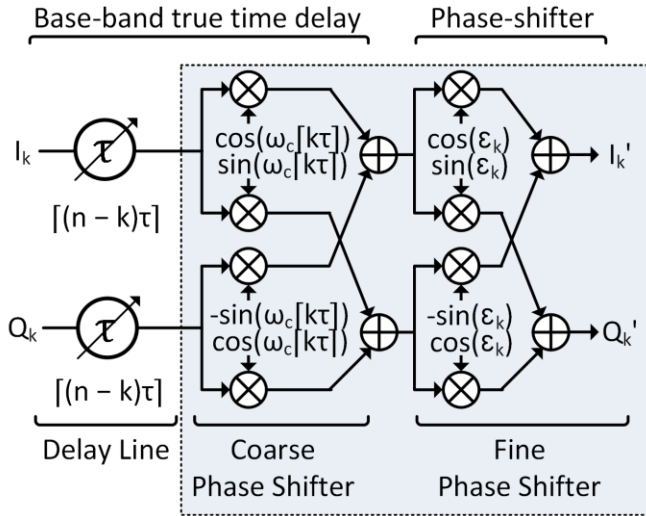 Base-band true time delay
Phase-shifter
I_k
τ
⌈(n − k)τ⌉
cos(ω_c⌈kτ⌉)
sin(ω_c⌈kτ⌉)
cos(ε_k)
sin(ε_k)
I_k'
Q_k
τ
⌈(n − k)τ⌉
-sin(ω_c⌈kτ⌉)
cos(ω_c⌈kτ⌉)
-sin(ε_k)
cos(ε_k)
Q_k'
Delay Line
Coarse
Phase Shifter
Fine
Phase Shifter